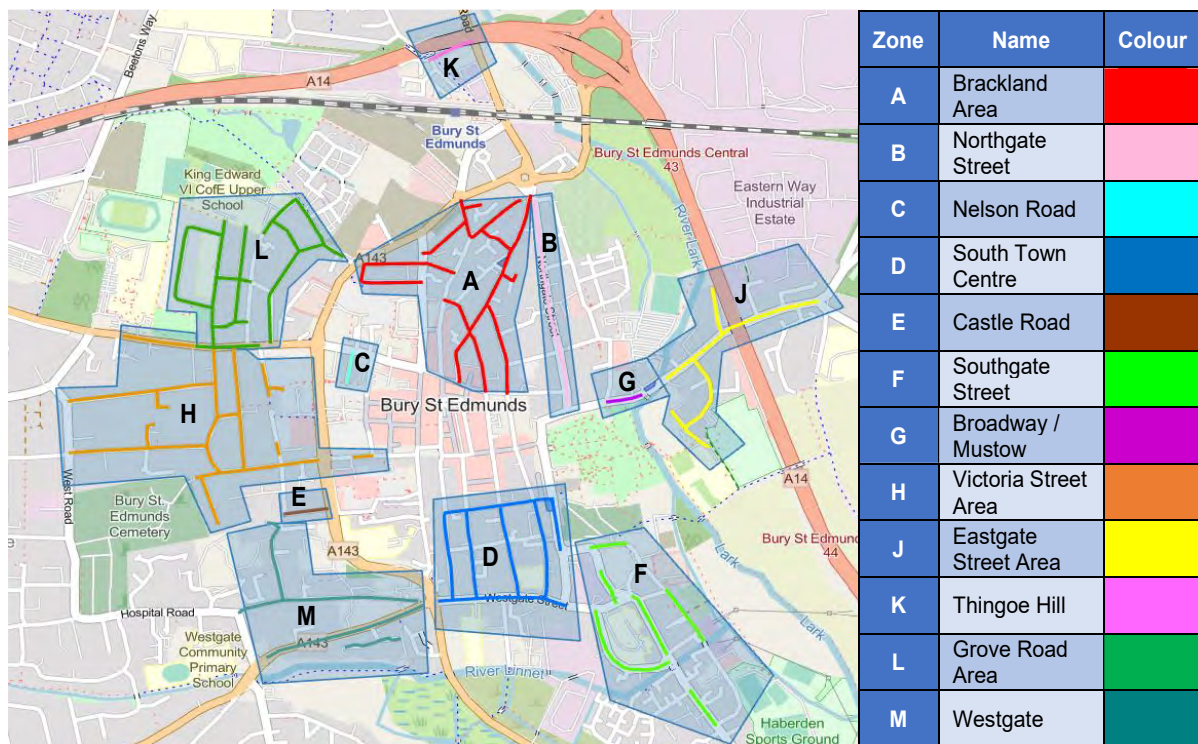 Beetons Way
Road
K
A14
Bury St
Edmunds
Bury St Edmunds Central
43
King Edward
VI CofE Upper
School
Eastern Way
Industrial
Estate
River Lark
L
A143
B
A
Northgate Street
J
C
G
Bury St Edmunds
H
West Road
Bury St.
Edmunds
Cemetery
E
A14
Lark
A143
D
Bury St Edmu
44
F
Westgate Street
Hospital Road
M
A143
Lark
Westgate
Community
Primary
School
River Linnet
Haberden
Sports Ground
Zone Name Colour
A Brackland
Area
B Northgate
Street
C Nelson Road
D South Town
Centre
E Castle Road
F Southgate
Street
G Broadway /
Mustow
H Victoria Street
Area
J Eastgate
Street Area
K Thingoe Hill
L Grove Road
Area
M Westgate